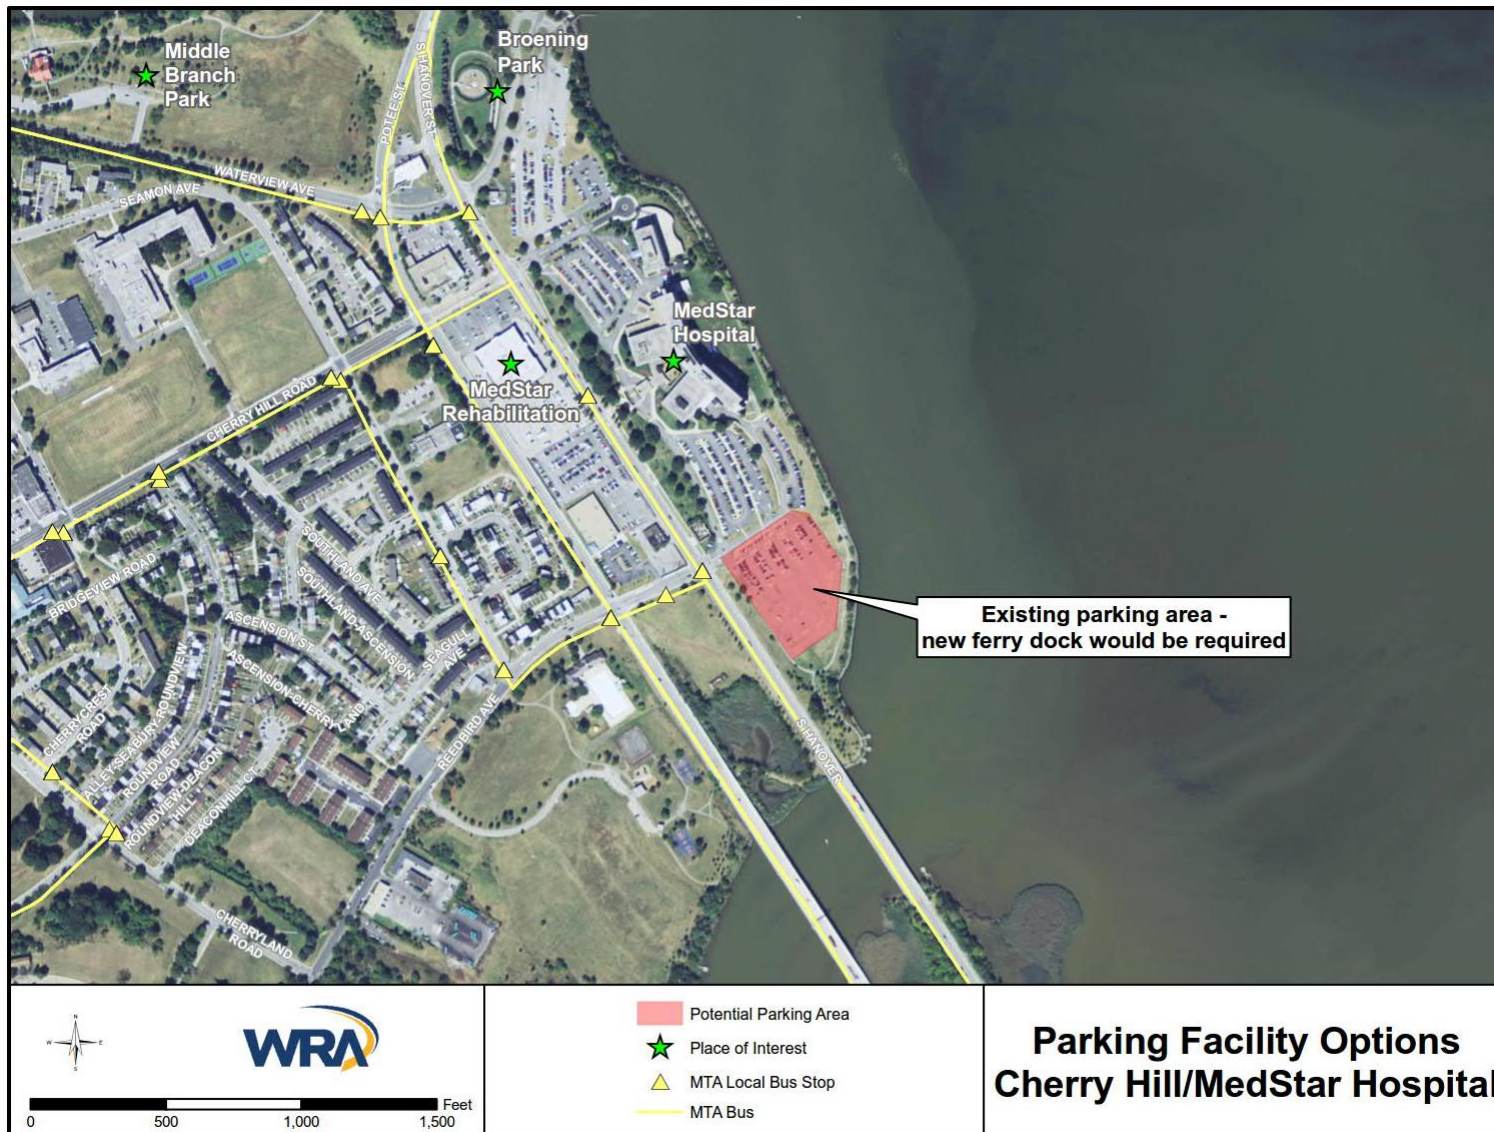 Middle
Branch
Park
Broening
Park
POTEE ST
S HANOVER ST
WATERVIEW AVE
SEAMON AVE
MedStar
Hospital
MedStar
Rehabilitation
CHERRY HILL ROAD
BRIDGEVIEW ROAD
SOUTHLAND AVE
SOUTHLAND-ASCENSION
ASCENSION ST
SEAGULL
AVE
ASCENSION-CHERRY
LAND
Existing parking area -
new ferry dock would be required
CHERRYCREST
ROAD
ALLEY-SEABURY-ROUNDVIEW
ROUNDVIEW
ROAD
ROUNDVIEW-DEACON
HILL
DEACONHILL CT
REEDBIRD AVE
S HANOVER
CHERRYLAND
ROAD
N
W
E
S
WRA
Feet
0
500
1,000
1,500
Potential Parking Area
Place of Interest
MTA Local Bus Stop
MTA Bus
Parking Facility Options
Cherry Hill/MedStar Hospital